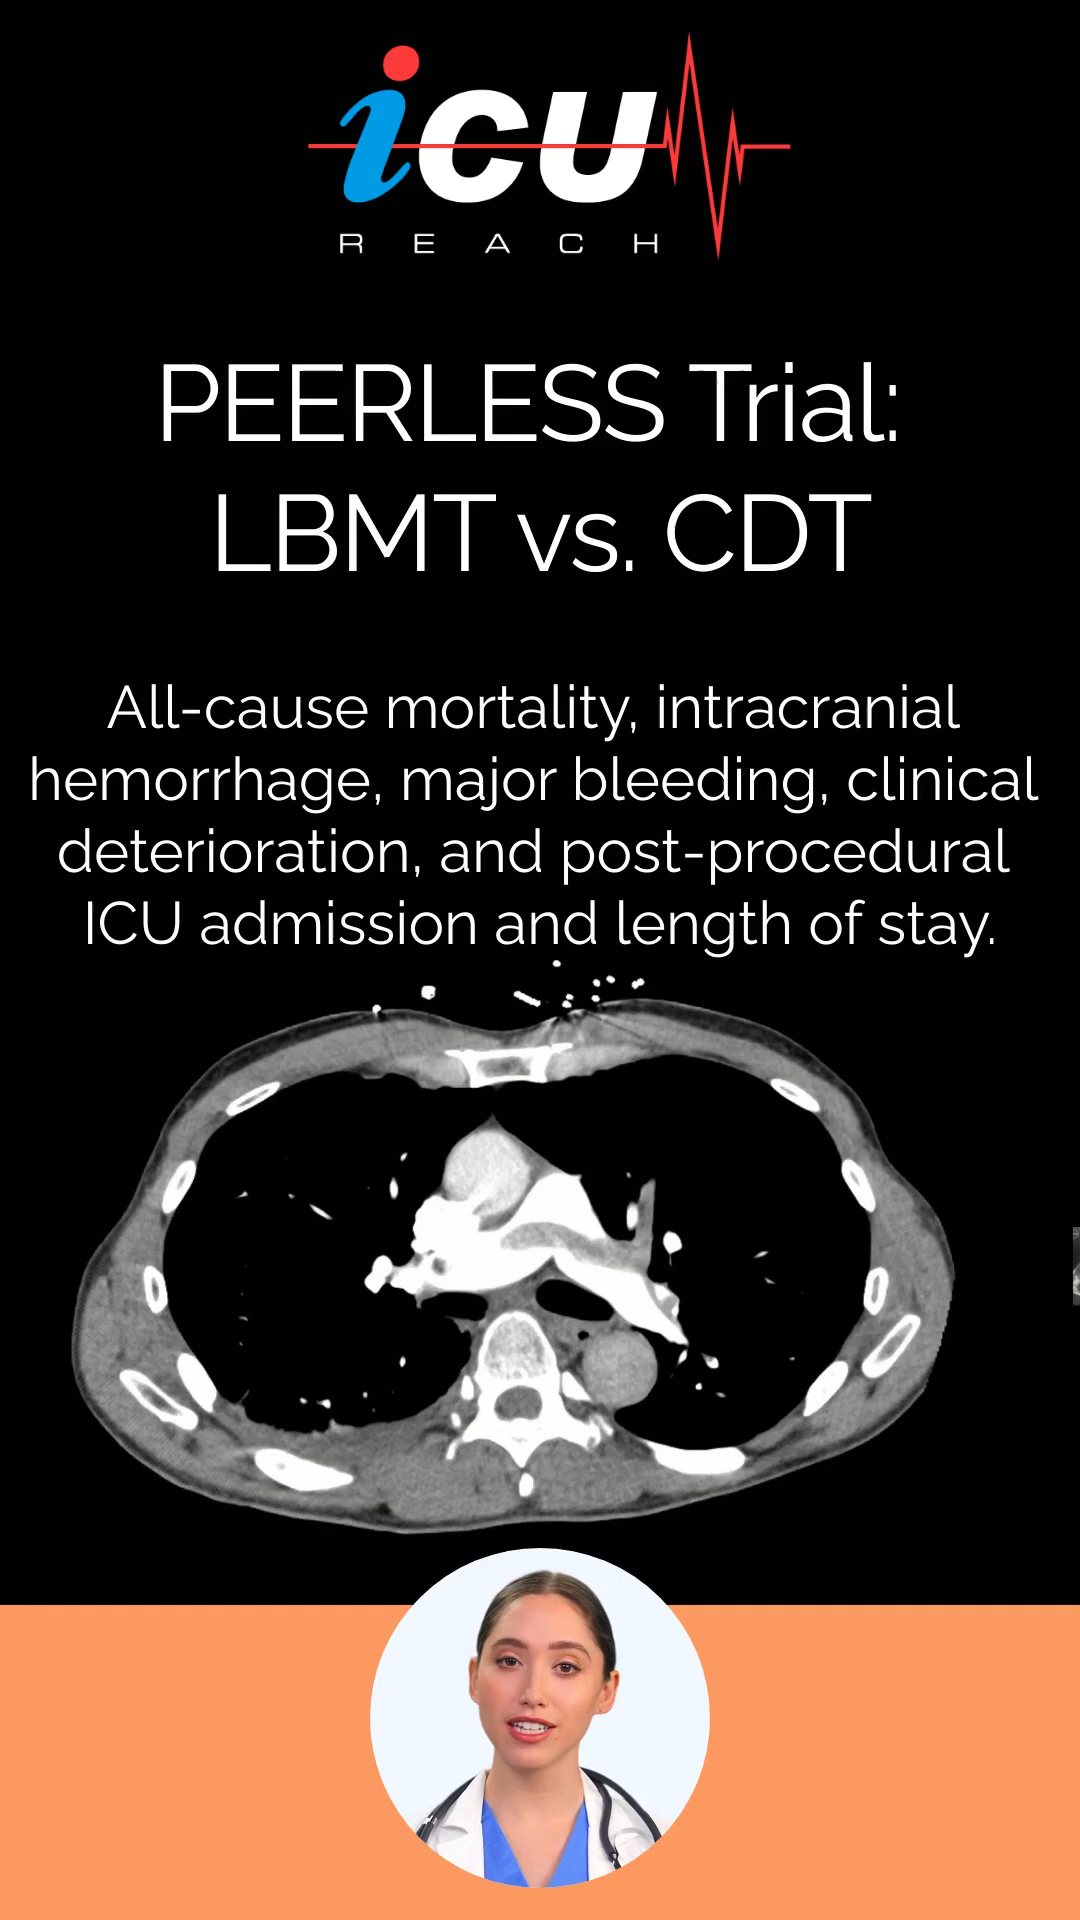 icu
REACH
PEERLESS Trial:
LBMT vs. CDT
All-cause mortality, intracranial
hemorrhage, major bleeding, clinical
deterioration, and post-procedural
ICU admission and length of stay.